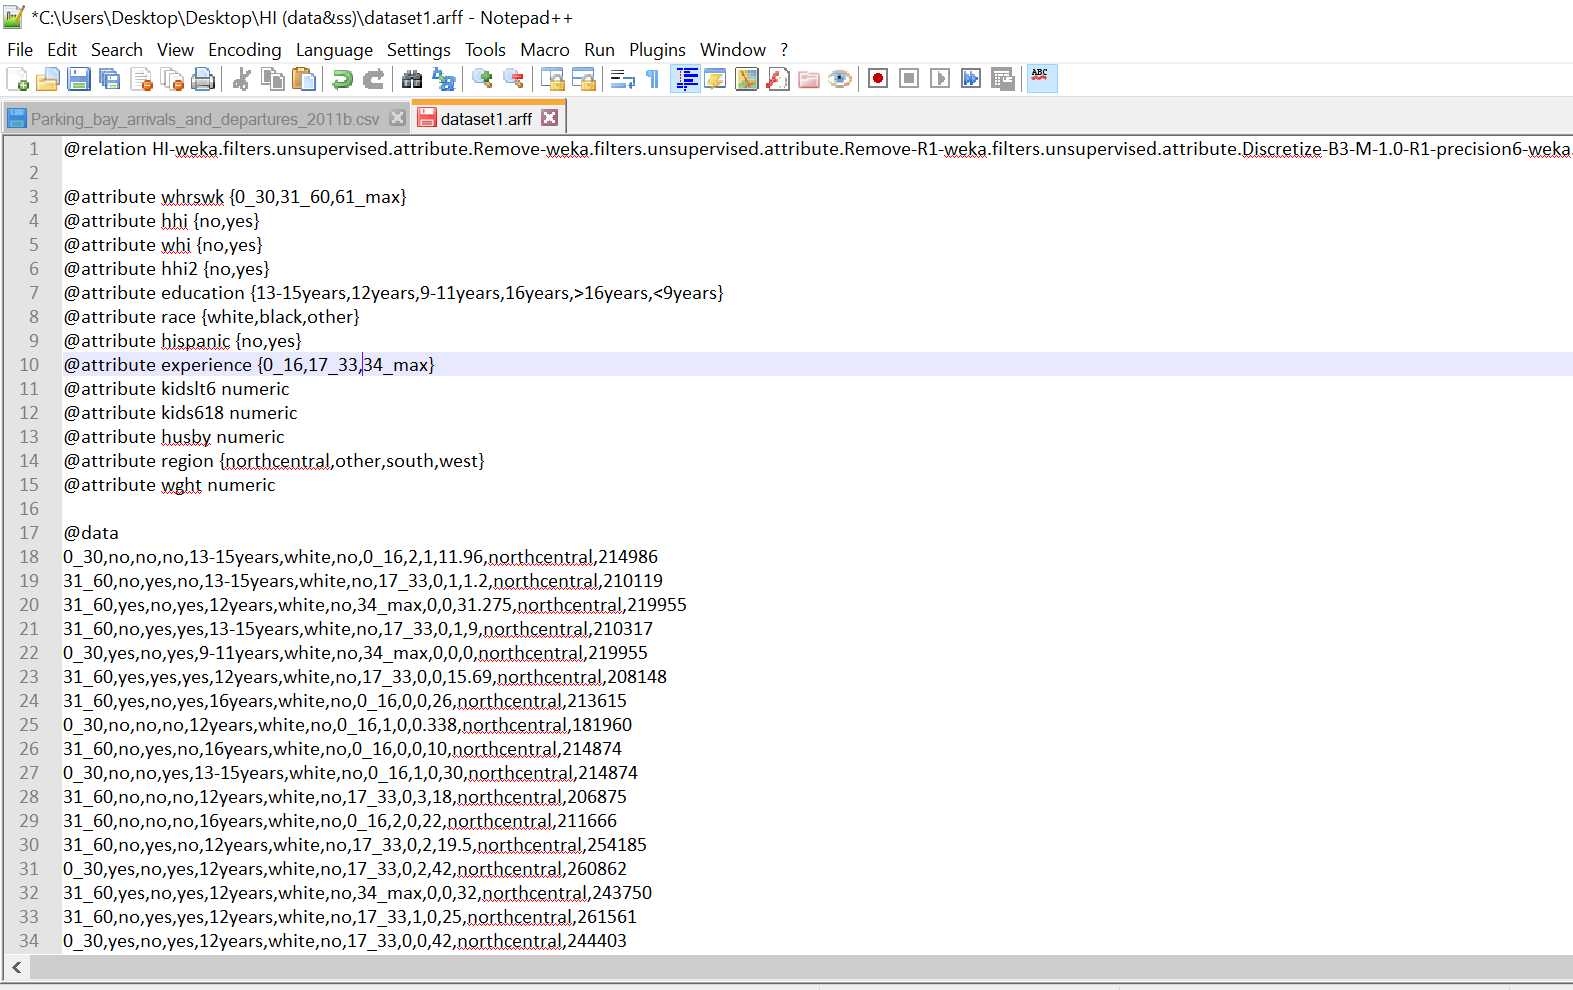 *C:\Users\Desktop\Desktop\HI (data&ss)\dataset1.arff - Notepad++
File Edit Search View Encoding Language Settings Tools Macro Run Plugins Window ?
ABC
Parking_bay_arrivals_and_departures_2011b.csv dataset1.arff
1 @relation HI-weka.filters.unsupervised.attribute.Remove-weka.filters.unsupervised.attribute.Remove-R1-weka.filters.unsupervised.attribute.Discretize-B3-M-1.0-R1-precision6-weka.
2
3 @attribute whrswk {0_30,31_60,61_max}
4 @attribute hhi {no,yes}
5 @attribute whi {no,yes}
6 @attribute hhi2 {no,yes}
7 @attribute education {13-15years,12years,9-11years,16years,>16years,<9years}
8 @attribute race {white,black,other}
9 @attribute hispanic {no,yes}
10 @attribute experience {0_16,17_33,34_max}
11 @attribute kidslt6 numeric
12 @attribute kids618 numeric
13 @attribute husby numeric
14 @attribute region {northcentral,other,south,west}
15 @attribute wght numeric
16
17 @data
18 0_30,no,no,no,13-15years,white,no,0_16,2,1,11.96,northcentral,214986
19 31_60,no,yes,no,13-15years,white,no,17_33,0,1,1.2,northcentral,210119
20 31_60,yes,no,yes,12years,white,no,34_max,0,0,31.275,northcentral,219955
21 31_60,no,yes,yes,13-15years,white,no,17_33,0,1,9,northcentral,210317
22 0_30,yes,no,yes,9-11years,white,no,34_max,0,0,0,northcentral,219955
23 31_60,yes,yes,yes,12years,white,no,17_33,0,0,15.69,northcentral,208148
24 31_60,yes,no,yes,16years,white,no,0_16,0,0,26,northcentral,213615
25 0_30,no,no,no,12years,white,no,0_16,1,0,0.338,northcentral,181960
26 31_60,no,yes,no,16years,white,no,0_16,0,0,10,northcentral,214874
27 0_30,no,no,yes,13-15years,white,no,0_16,1,0,30,northcentral,214874
28 31_60,no,no,no,12years,white,no,17_33,0,3,18,northcentral,206875
29 31_60,no,no,no,16years,white,no,0_16,2,0,22,northcentral,211666
30 31_60,no,yes,no,12years,white,no,17_33,0,2,19.5,northcentral,254185
31 0_30,yes,no,yes,12years,white,no,17_33,0,2,42,northcentral,260862
32 31_60,yes,no,yes,12years,white,no,34_max,0,0,32,northcentral,243750
33 31_60,no,yes,yes,12years,white,no,17_33,1,0,25,northcentral,261561
34 0_30,yes,no,yes,12years,white,no,17_33,0,0,42,northcentral,244403